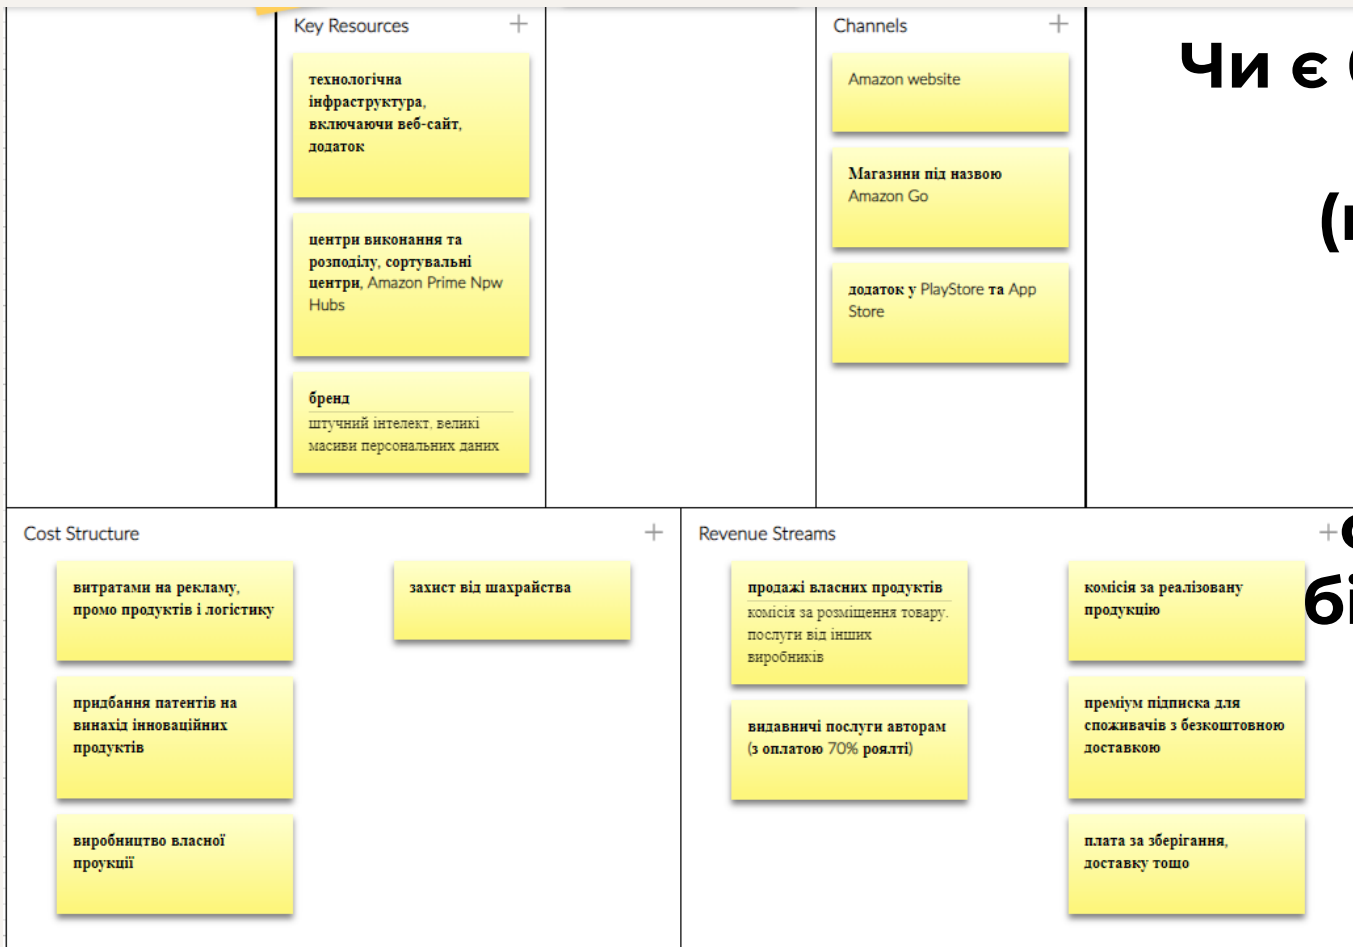 Key Resources
технологічна
інфраструктура,
включаючи веб-сайт,
додаток
центри виконання та
розподілу, сортувальні
центри, Amazon Prime Npw
Hubs
бренд
штучний інтелект, великі
масиви персональних даних
Channels
Amazon website
Магазини під назвою
Amazon Go
додаток у PlayStore та App
Store
Чи є
Cost Structure
витратами на рекламу,
промо продуктів і логістику
придбання патентів на
винахід інноваційних
продуктів
виробництво власної
проукції
захист від шахрайства
Revenue Streams
продажі власних продуктів
комісія за розміщення товару.
послуги від інших
виробників
видавничі послуги авторам
(з оплатою 70% роялті)
комісія за реалізовану
продукцію
преміум підписка для
споживачів з безкоштовною
доставкою
плата за зберігання,
доставку тощо